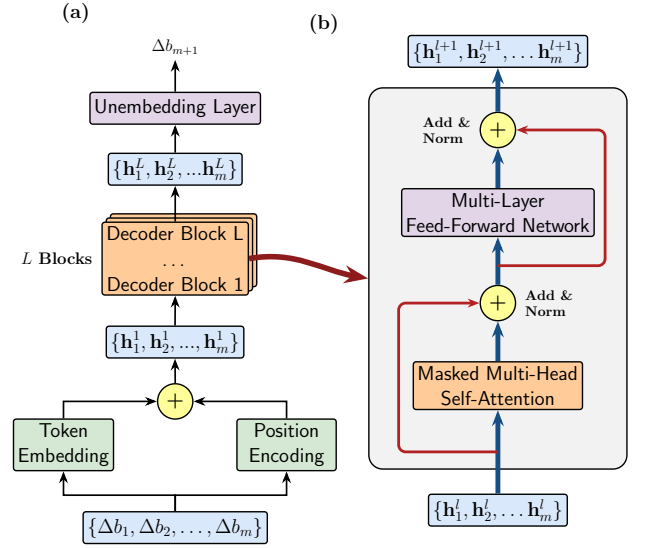 (a)
Δb_{m+1}
Unembedding Layer
{h_1^L, h_2^L, ...h_m^L}
L Blocks
Decoder Block L
...
Decoder Block 1
{h_1^1, h_2^1, ..., h_m^1}
+
Token
Embedding
Position
Encoding
{Δb_1, Δb_2, . . . , Δb_m}
(b)
{h_1^{l+1}, h_2^{l+1}, . . . h_m^{l+1}}
Add &
Norm
+
Multi-Layer
Feed-Forward Network
+
Add &
Norm
Masked Multi-Head
Self-Attention
{h_1^l, h_2^l, . . . h_m^l}